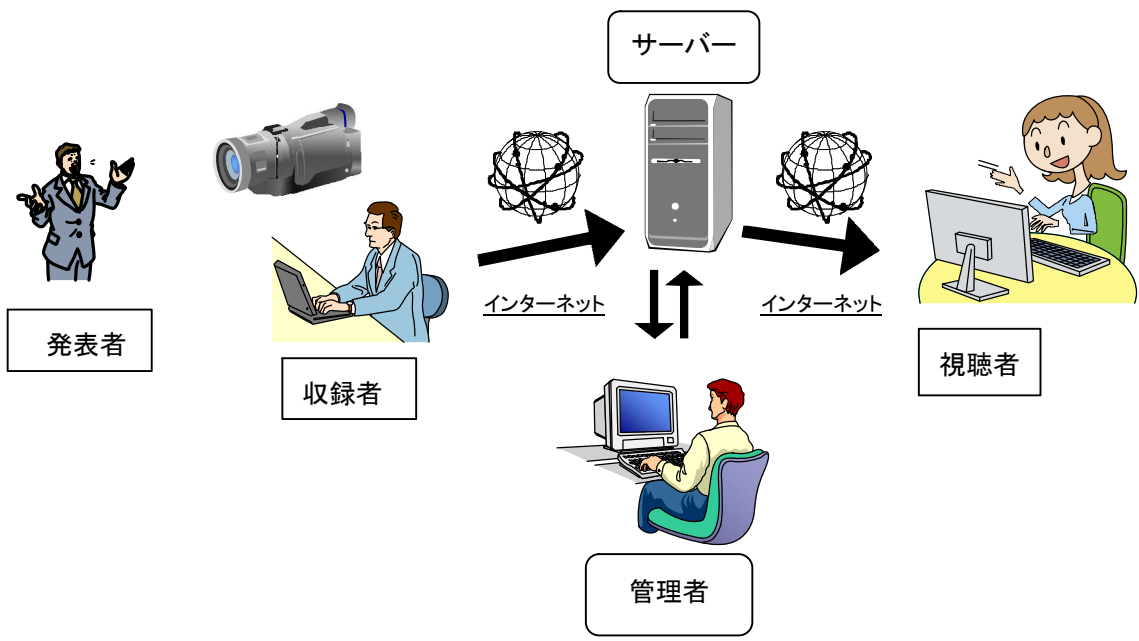 サーバー
インターネット
インターネット
発表者
収録者
視聴者
管理者